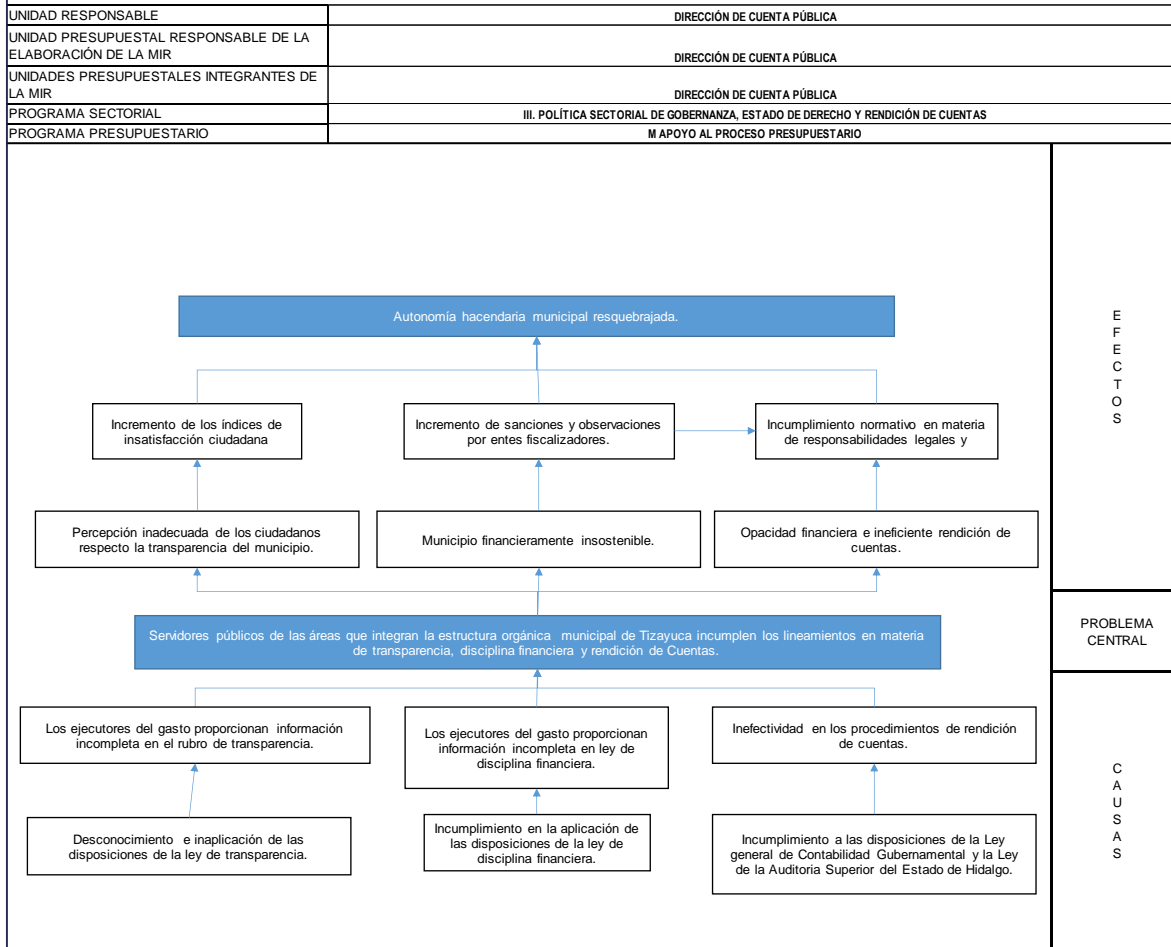 UNIDAD RESPONSABLE
DIRECCIÓN DE CUENTA PÚBLICA
UNIDAD PRESUPUESTAL RESPONSABLE DE LA
ELABORACIÓN DE LA MIR
DIRECCIÓN DE CUENTA PÚBLICA
UNIDADES PRESUPUESTALES INTEGRANTES DE
LA MIR
DIRECCIÓN DE CUENTA PÚBLICA
PROGRAMA SECTORIAL
III. POLÍTICA SECTORIAL DE GOBERNANZA, ESTADO DE DERECHO Y RENDICIÓN DE CUENTAS
PROGRAMA PRESUPUESTARIO
M APOYO AL PROCESO PRESUPUESTARIO
Autonomía hacendaria municipal resquebrajada.
Incremento de los índices de
insatisfacción ciudadana
Incremento de sanciones y observaciones
por entes fiscalizadores.
Incumplimiento normativo en materia
de responsabilidades legales y
Percepción inadecuada de los ciudadanos
respecto la transparencia del municipio.
Municipio financieramente insostenible.
Opacidad financiera e ineficiente rendición de
cuentas.
EFECTOS
Servidores públicos de las áreas que integran la estructura orgánica municipal de Tizayuca incumplen los lineamientos en materia
de transparencia, disciplina financiera y rendición de Cuentas.
PROBLEMA
CENTRAL
Los ejecutores del gasto proporcionan información
incompleta en el rubro de transparencia.
Los ejecutores del gasto proporcionan
información incompleta en ley de
disciplina financiera.
Inefectividad en los procedimientos de rendición
de cuentas.
Desconocimiento e inaplicación de las
disposiciones de la ley de transparencia.
Incumplimiento en la aplicación de
las disposiciones de la ley de
disciplina financiera.
Incumplimiento a las disposiciones de la Ley
general de Contabilidad Gubernamental y la Ley
de la Auditoria Superior del Estado de Hidalgo.
CAUSAS